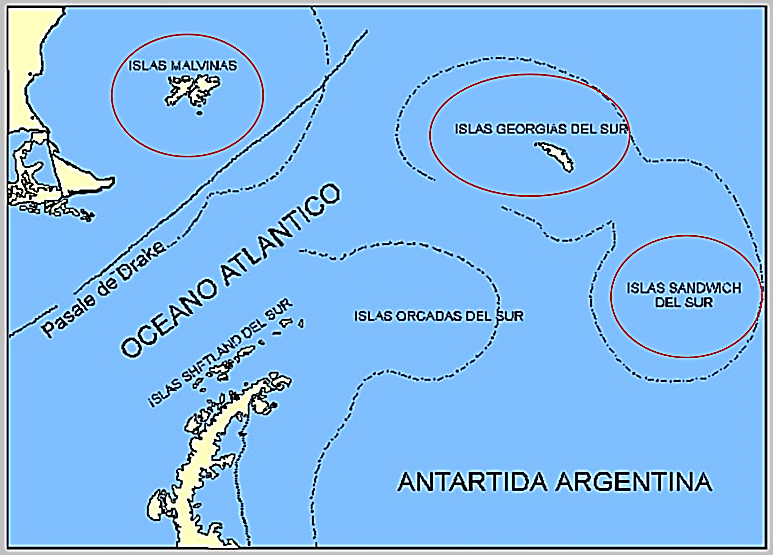 ISLAS MALVINAS
ISLAS GEORGIAS DEL SUR
Pasale de Drake
OCEANO ATLANTICO
ISLAS SANDWICH
DEL SUR
ISLAS ORCADAS DEL SUR
ISLAS SHETLAND DEL SUR
ANTARTIDA ARGENTINA